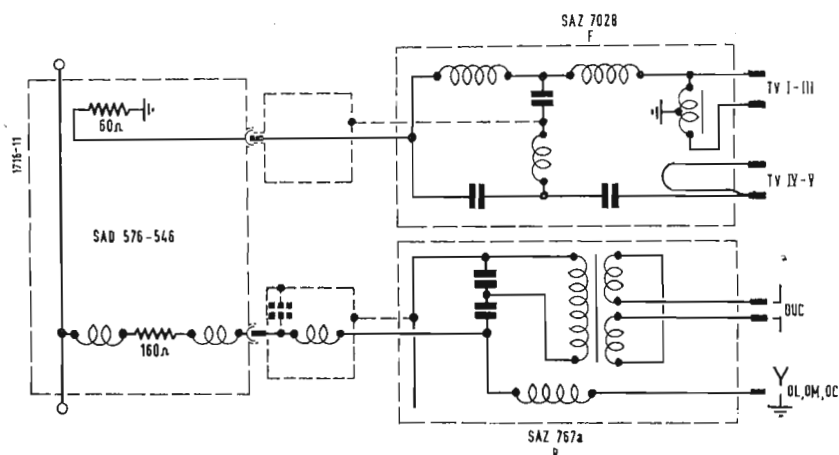 SAZ 7028
F
TV I-III
60Ω
1716-11
TV IV-V
SAD 576-546
160Ω
OUC
OL,OM,OC
SAZ 767a
R